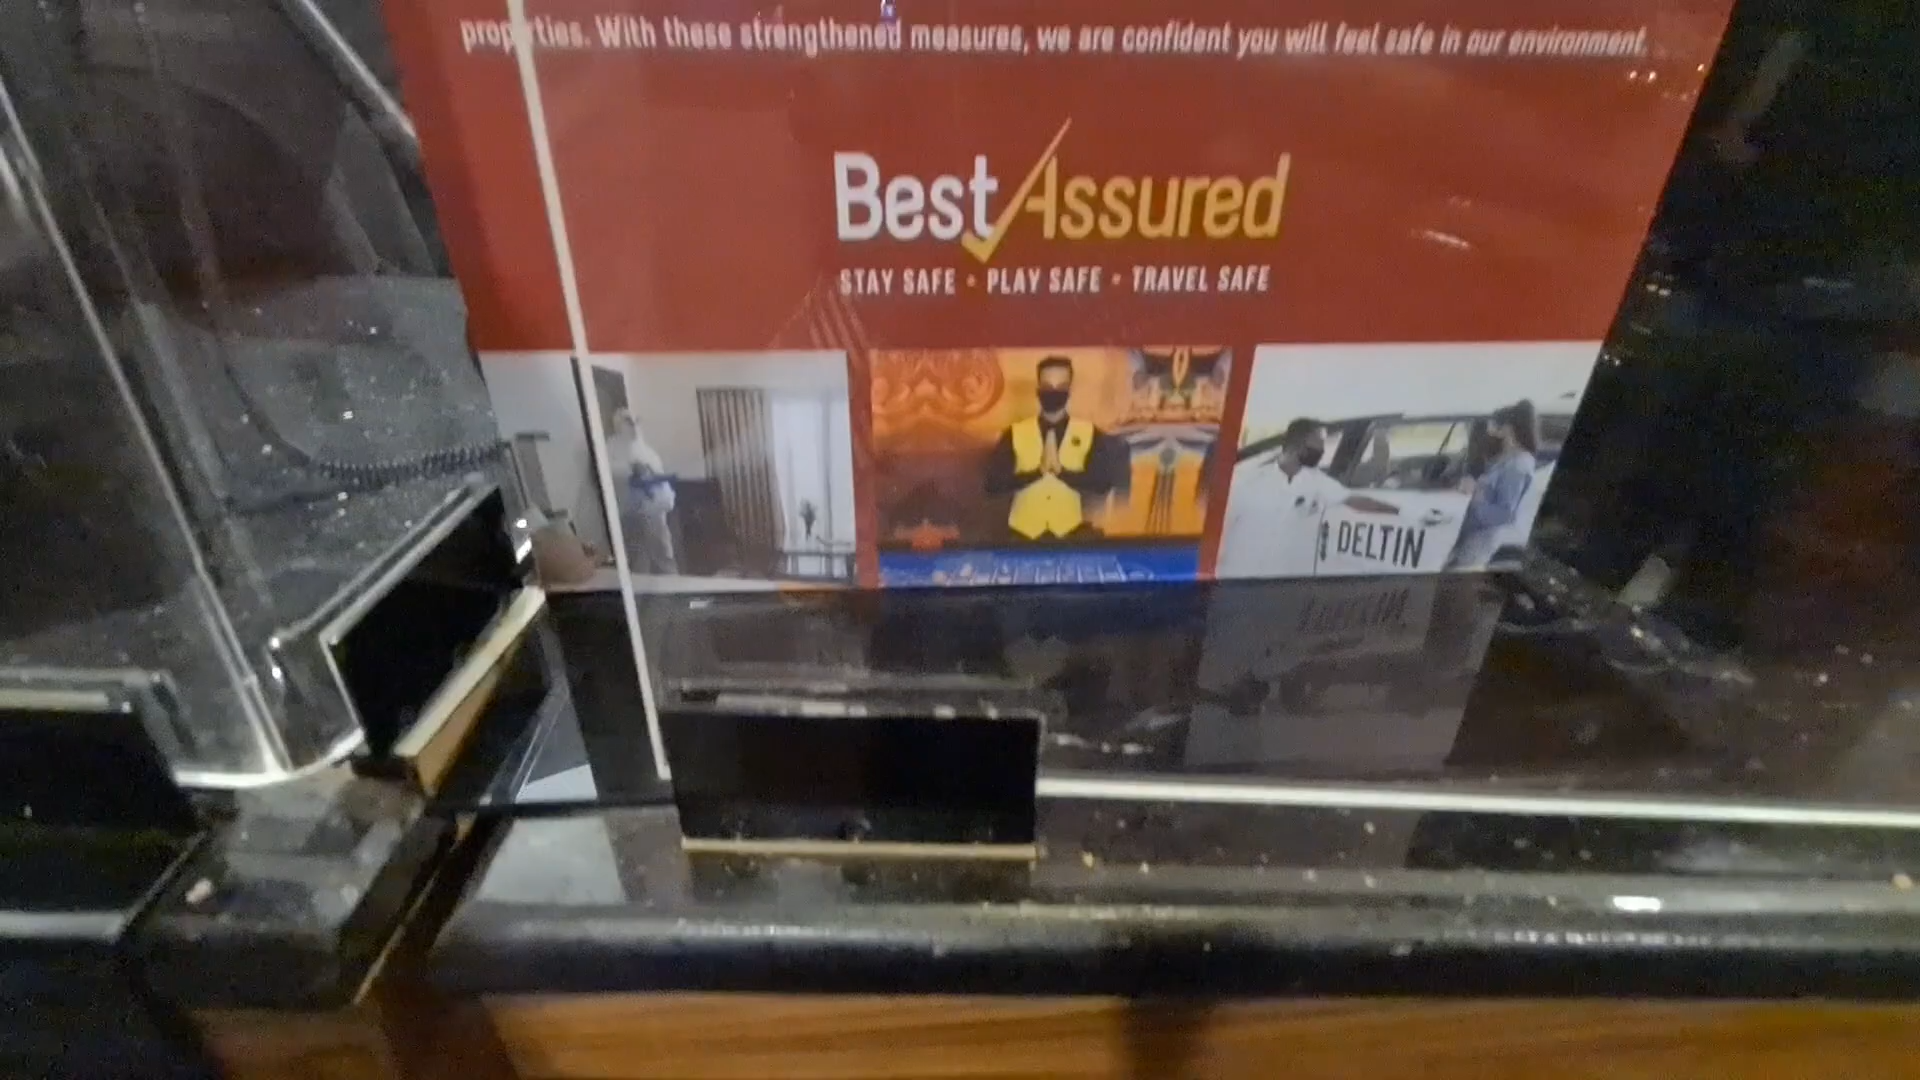 properties. With these strengthened measures, we are confident you will feel safe in our environment.
Best Assured
STAY SAFE • PLAY SAFE • TRAVEL SAFE
DELTIN